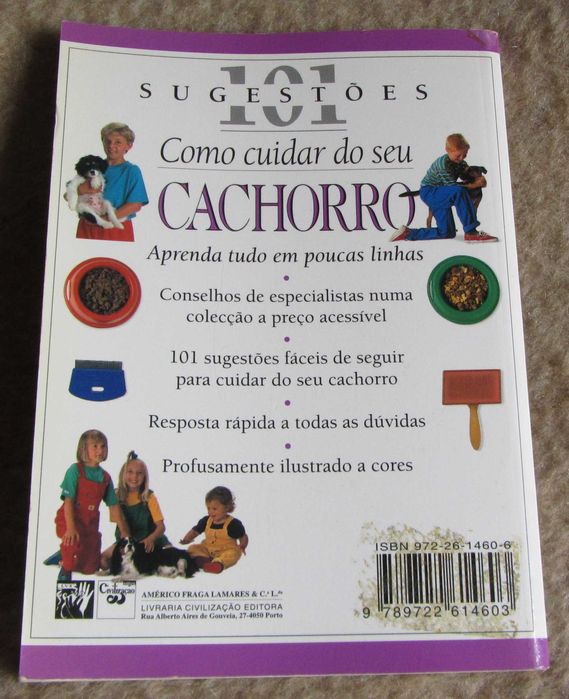 101
SUGESTÕES
Como cuidar do seu
CACHORRO
Aprenda tudo em poucas linhas
•
Conselhos de especialistas numa
colecção a preço acessível
•
101 sugestões fáceis de seguir
para cuidar do seu cachorro
•
Resposta rápida a todas as dúvidas
•
Profusamente ilustrado a cores
ISBN 972-26-1460-6
9 789722 614603
Civilização
AMÉRICO FRAGA LAMARES & C.ª L.da
LIVRARIA CIVILIZAÇÃO EDITORA
Rua Alberto Aires de Gouveia, 27-4050 Porto